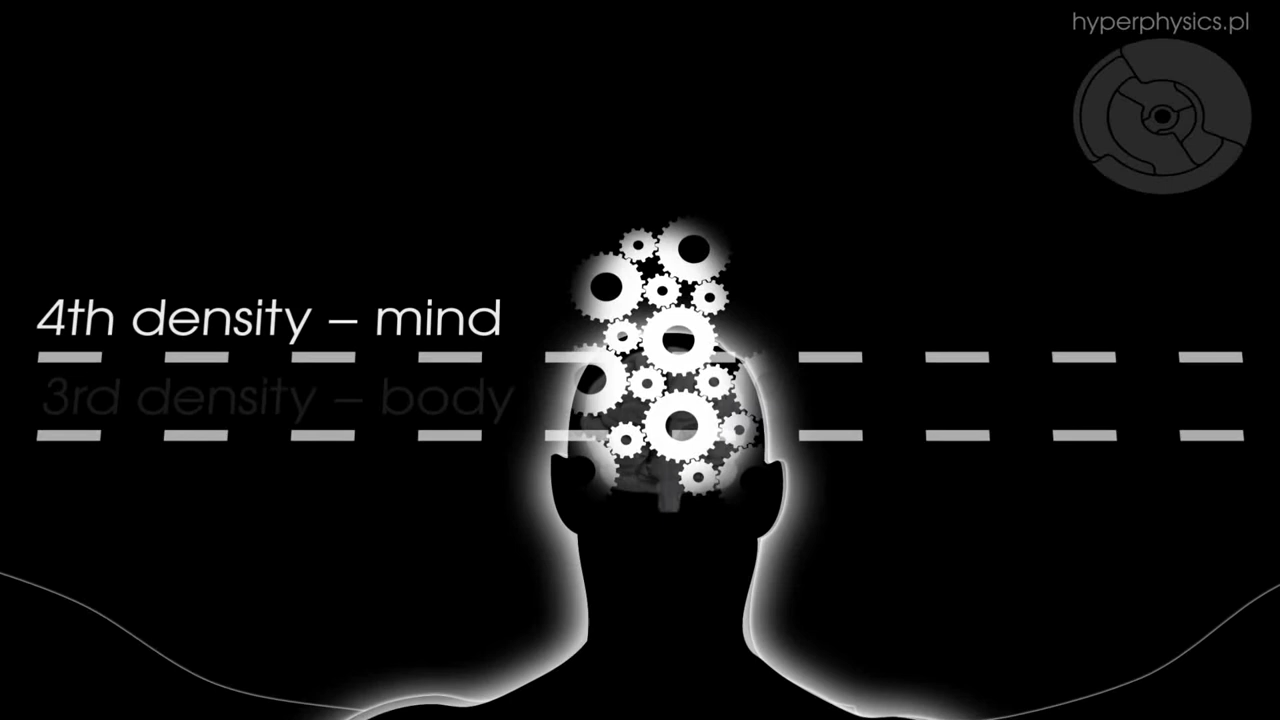 hyperphysics.pl
4th density – mind
3rd density – body